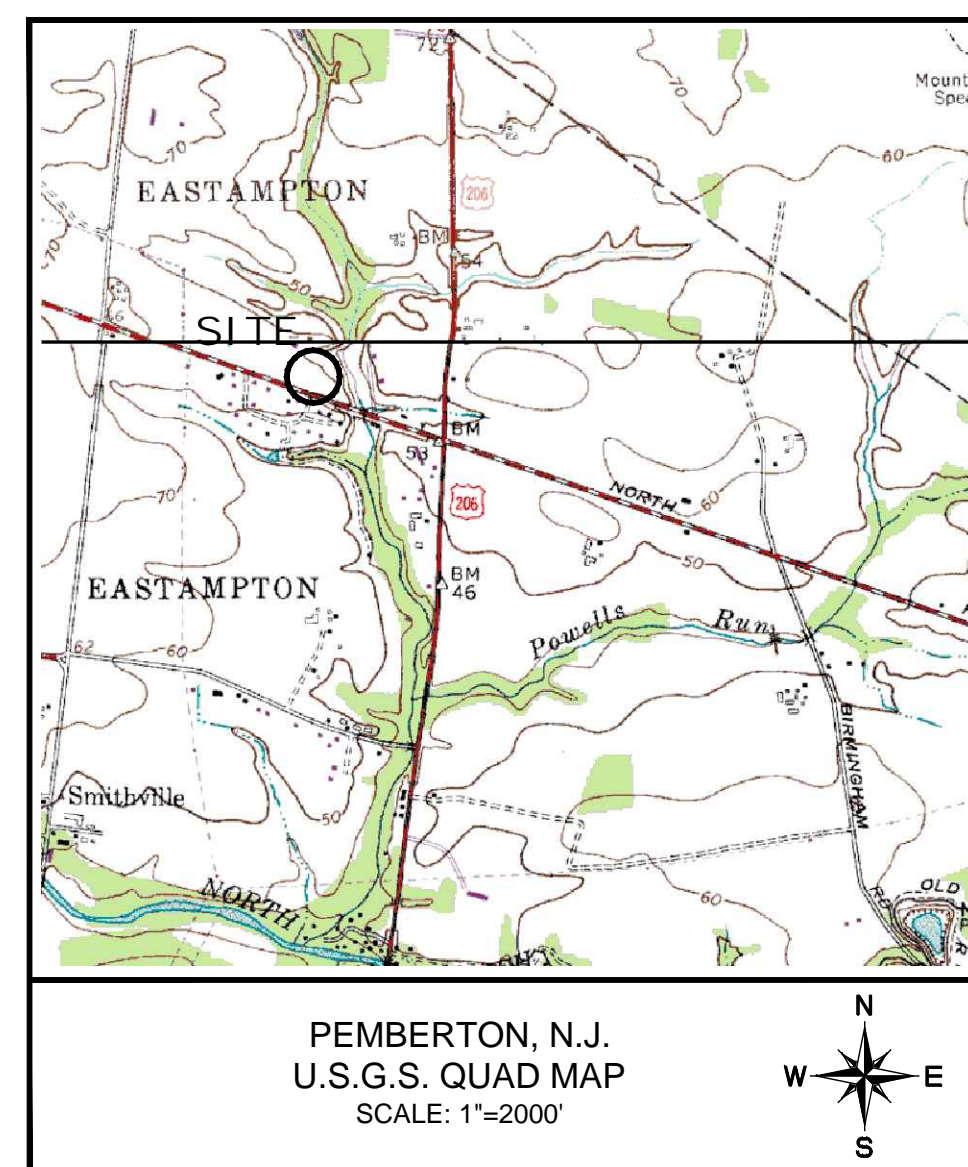 72
Mount
Spe
70
70
60
EASTAMPTON
206
BM
54
70
50
SITE
BM
53
NORTH
60
70
206
50
EASTAMPTON
BM
46
Powells Run
62
60
BIRMINGHAM
Smithville
50
NORTH
60
RD
OLD
R
PEMBERTON, N.J.
U.S.G.S. QUAD MAP
SCALE: 1"=2000'
N
W
E
S